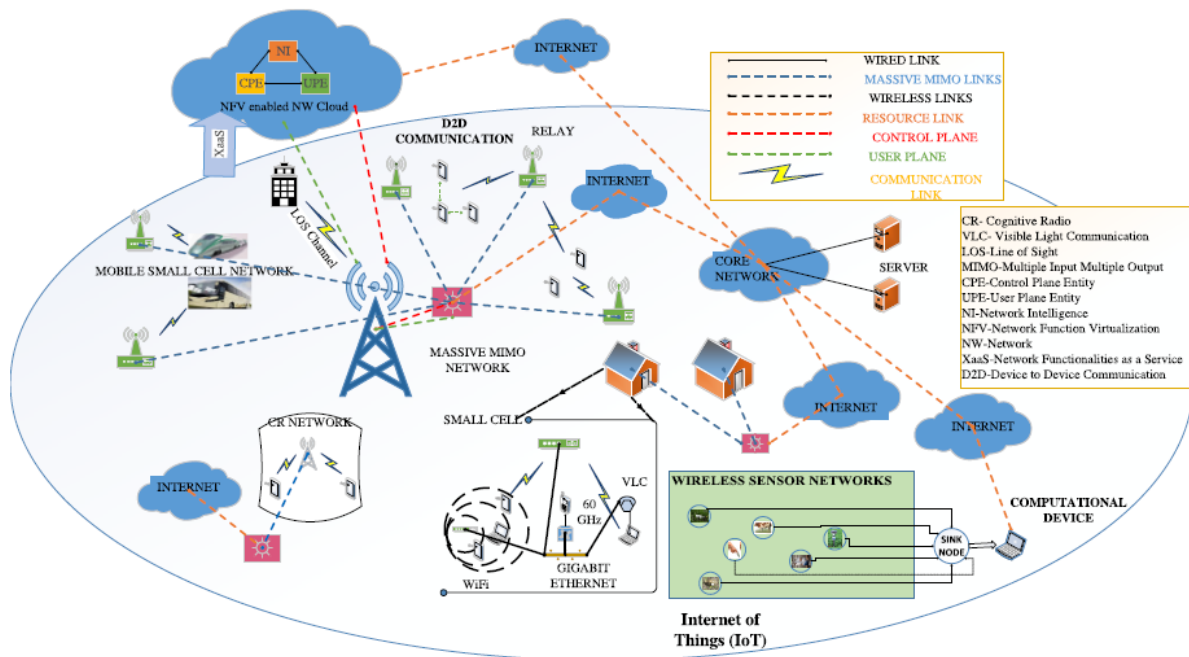 NI
CPE
UPE
NFV enabled NW Cloud
XaaS
INTERNET
WIRED LINK
MASSIVE MIMO LINKS
WIRELESS LINKS
RESOURCE LINK
CONTROL PLANE
USER PLANE
COMMUNICATION
LINK
D2D
COMMUNICATION
RELAY
LOS Channel
INTERNET
MOBILE SMALL CELL NETWORK
CORE
NETWORK
SERVER
CR- Cognitive Radio
VLC- Visible Light Communication
LOS-Line of Sight
MIMO-Multiple Input Multiple Output
CPE-Control Plane Entity
UPE-User Plane Entity
NI-Network Intelligence
NFV-Network Function Virtualization
NW-Network
XaaS-Network Functionalities as a Service
D2D-Device to Device Communication
MASSIVE MIMO
NETWORK
SMALL CELL
INTERNET
INTERNET
CR NETWORK
INTERNET
VLC
60
GHz
WiFi
GIGABIT
ETHERNET
WIRELESS SENSOR NETWORKS
SINK
NODE
COMPUTATIONAL
DEVICE
Internet of
Things (IoT)